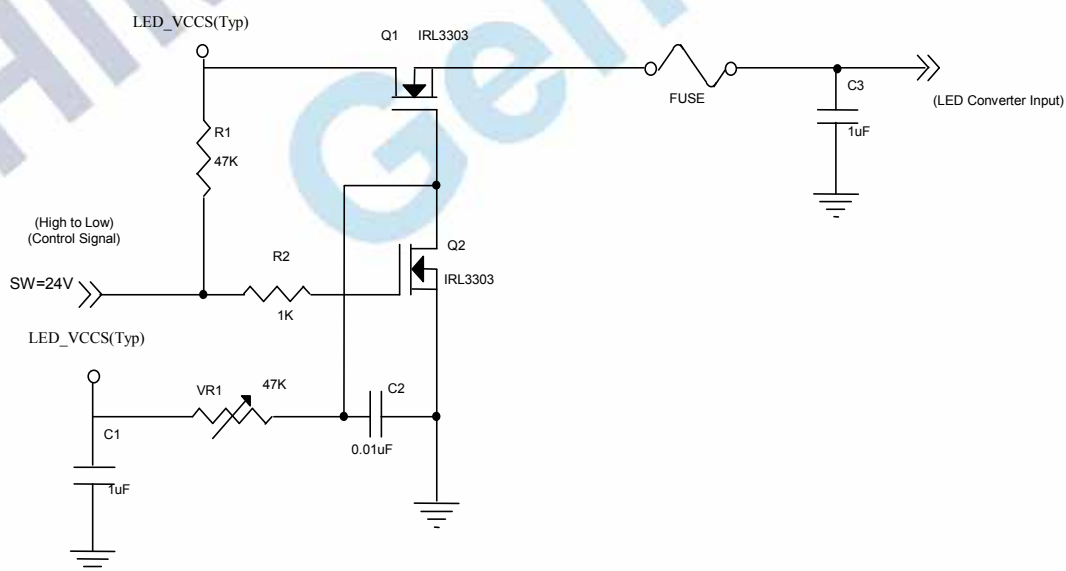 LED_VCCS(Typ)
Q1 IRL3303
FUSE
C3
1uF
(LED Converter Input)
R1
47K
(High to Low)
(Control Signal)
SW=24V
R2
1K
Q2
IRL3303
LED_VCCS(Typ)
VR1 47K
C2
0.01uF
C1
1uF